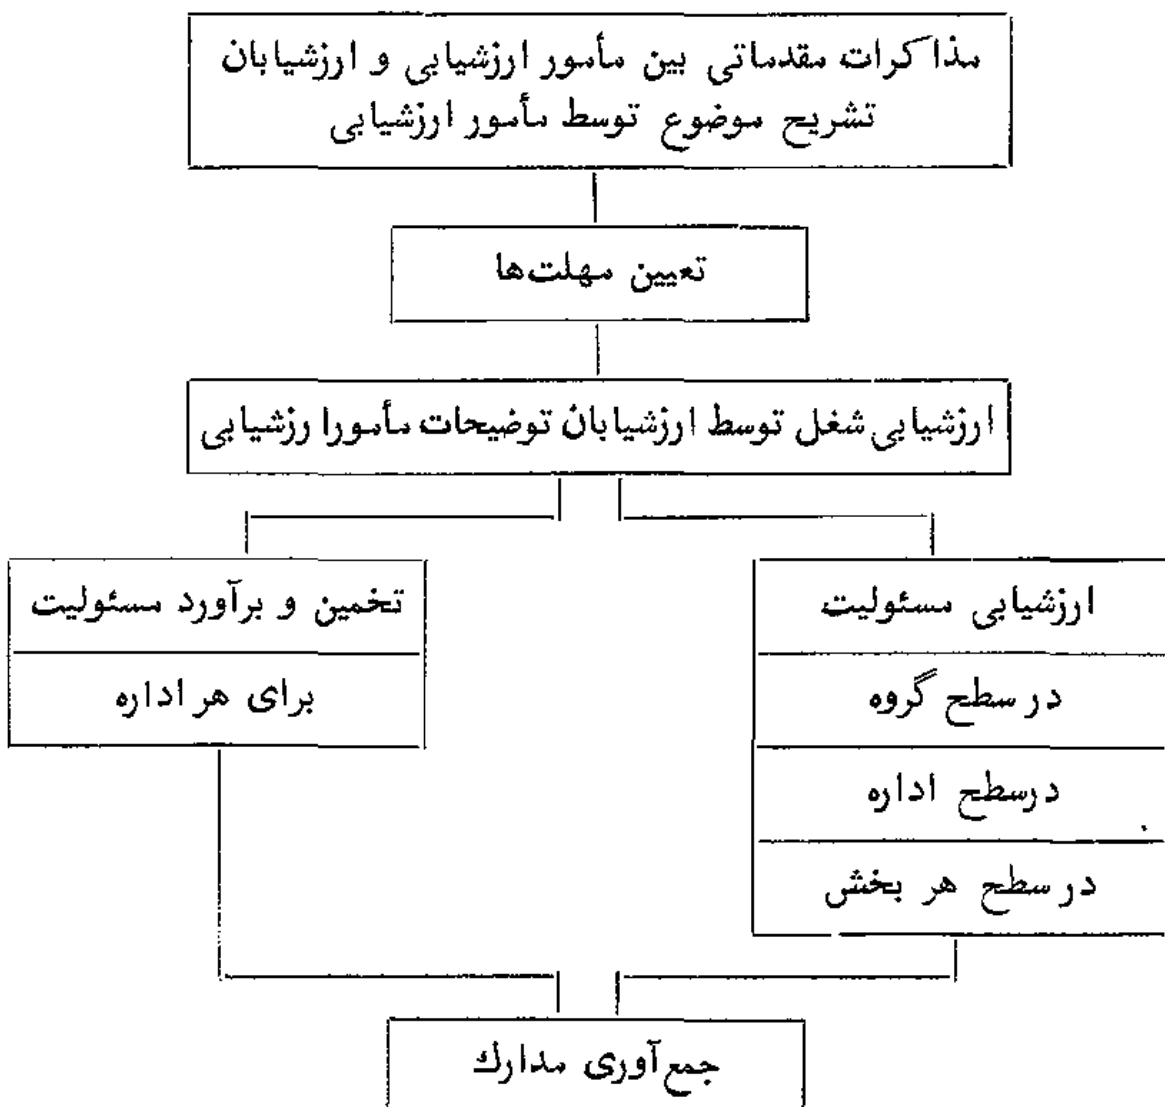 مذاکرات مقدماتی بین مأمور ارزشیابی و ارزشیابان
تشریح موضوع توسط مأمور ارزشیابی
تعیین مهلت‌ها
ارزشیابی شغل توسط ارزشیابان توضیحات مأمورا رزشیابی
ارزشیابی مسئولیت
در سطح گروه
درسطح اداره
در سطح هر بخش
تخمین و برآورد مسئولیت
برای هر اداره
جمع‌آوری مدارك